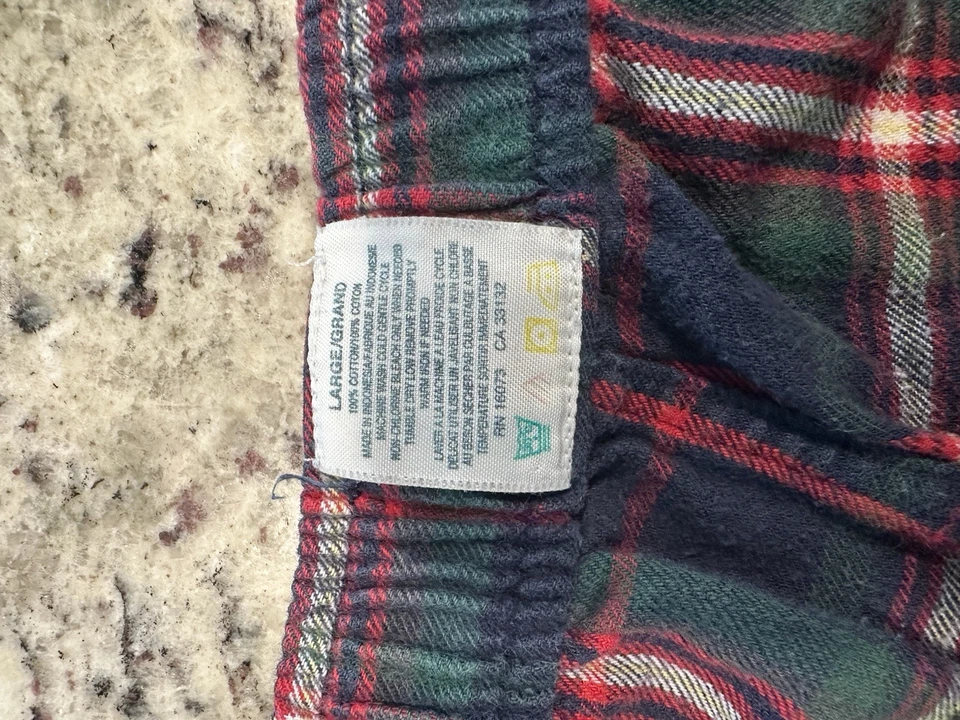 LARGE/GRAND
100% COTTON/100% COTON
MADE IN INDONESIA/FABRIQUE AU INDONESIE
MACHINE WASH COLD GENTLE CYCLE
NON-CHLORINE BLEACH ONLY WHEN NEEDED
TUMBLE DRY LOW REMOVE PROMPTLY
WARM IRON IF NEEDED
LAVER A LA MACHINE A L'EAU FROIDE CYCLE
DELICAT UTILISER UN JAVELISANT NON CHLORE
AU BESOIN SECHER PAR CULBUTAGE A BASSE
TEMPERATURE SORTIR IMMEDIATEMENT
RN 16073 CA 33132